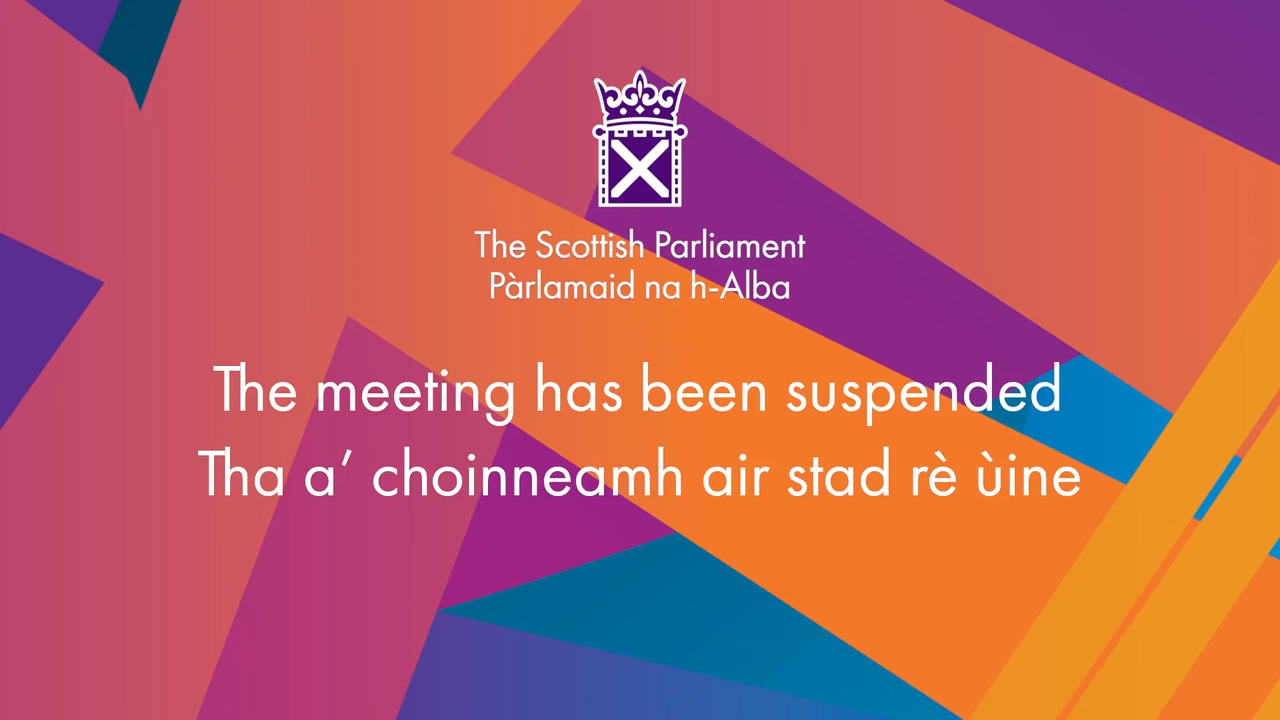 The Scottish Parliament
Pàrlamaid na h-Alba
The meeting has been suspended
Tha a’ choinneamh air stad rè ùine